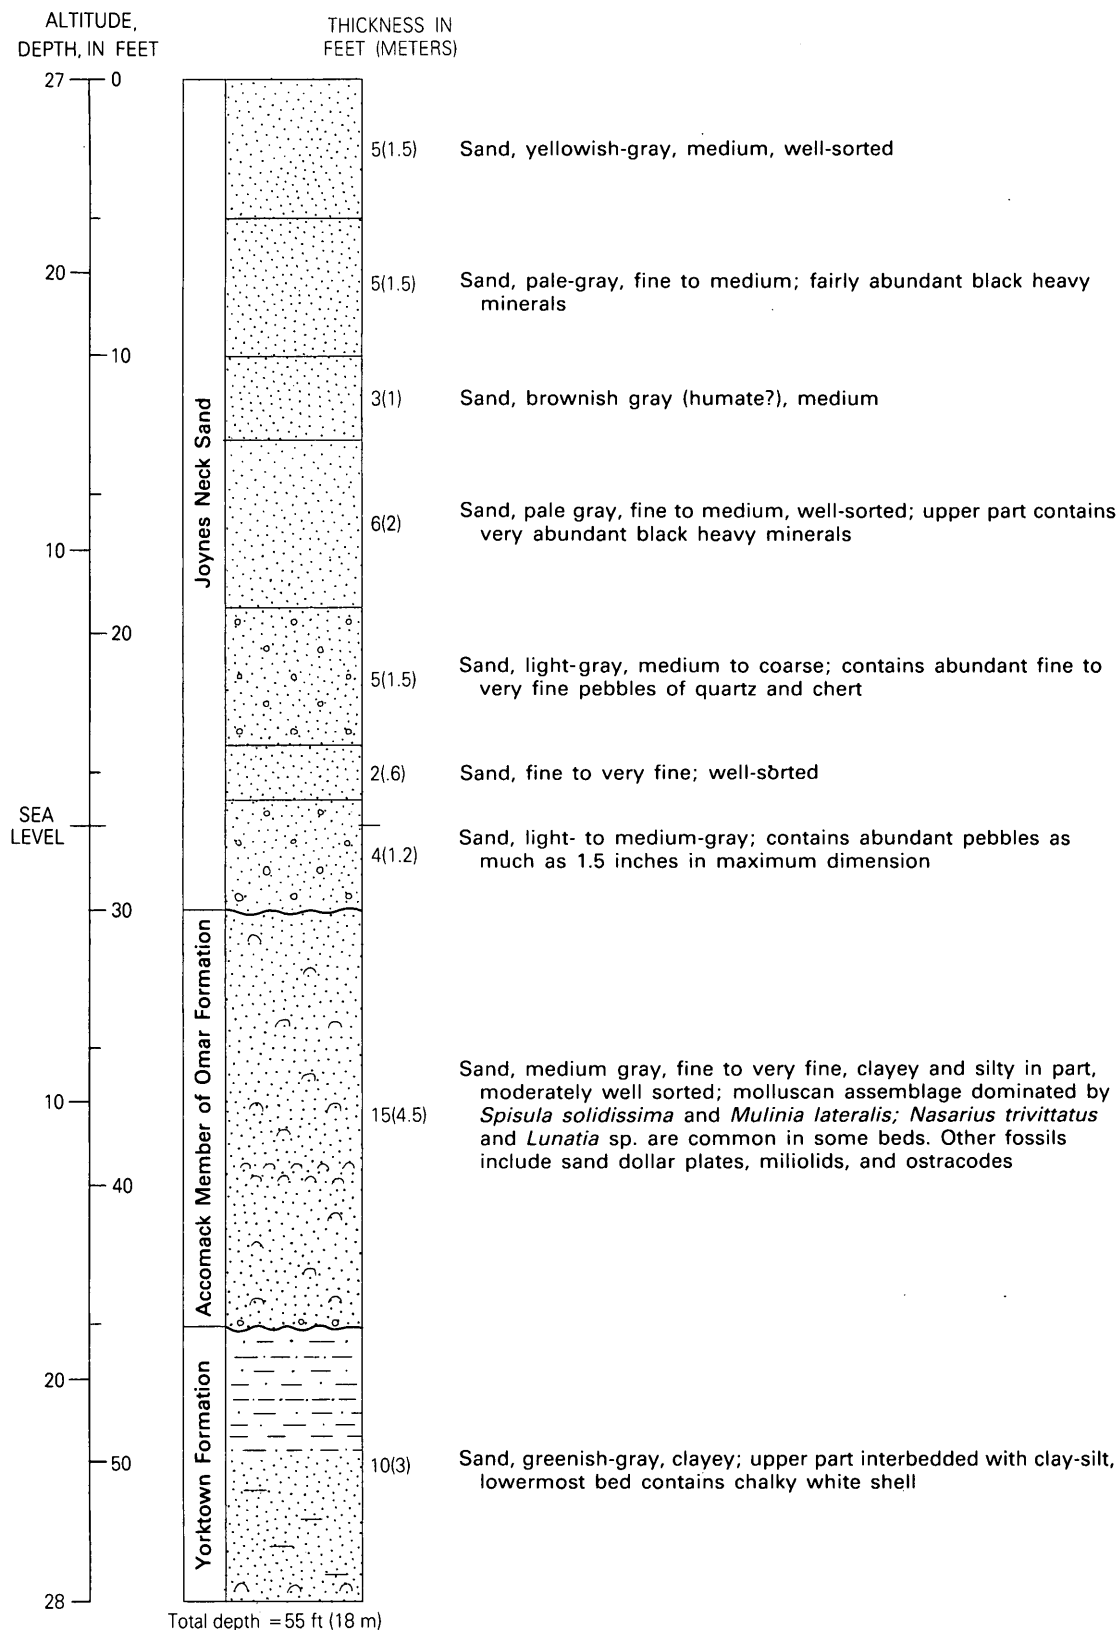 ALTITUDE,
DEPTH, IN FEET
THICKNESS IN
FEET (METERS)
27
0
5(1.5)
Sand, yellowish-gray, medium, well-sorted
20
5(1.5)
Sand, pale-gray, fine to medium; fairly abundant black heavy
minerals
10
3(1)
Sand, brownish gray (humate?), medium
Joynes Neck Sand
6(2)
Sand, pale gray, fine to medium, well-sorted; upper part contains
very abundant black heavy minerals
10
20
5(1.5)
Sand, light-gray, medium to coarse; contains abundant fine to
very fine pebbles of quartz and chert
2(.6)
Sand, fine to very fine; well-sorted
SEA
LEVEL
4(1.2)
Sand, light- to medium-gray; contains abundant pebbles as
much as 1.5 inches in maximum dimension
30
Accomack Member of Omar Formation
10
15(4.5)
Sand, medium gray, fine to very fine, clayey and silty in part,
moderately well sorted; molluscan assemblage dominated by
Spisula solidissima and Mulinia lateralis; Nasarius trivittatus
and Lunatia sp. are common in some beds. Other fossils
include sand dollar plates, miliolids, and ostracodes
40
20
Yorktown Formation
50
10(3)
Sand, greenish-gray, clayey; upper part interbedded with clay-silt,
lowermost bed contains chalky white shell
28
Total depth = 55 ft (18 m)